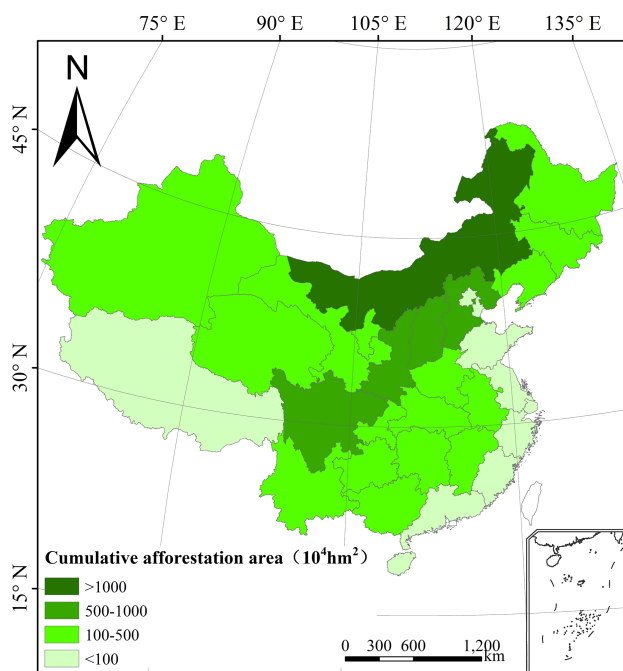 75° E 90° E 105° E 120° E 135° E
N
45° N
30° N
15° N
Cumulative afforestation area（10⁴hm²）
>1000
500-1000
100-500
<100
0 300 600 1,200
km